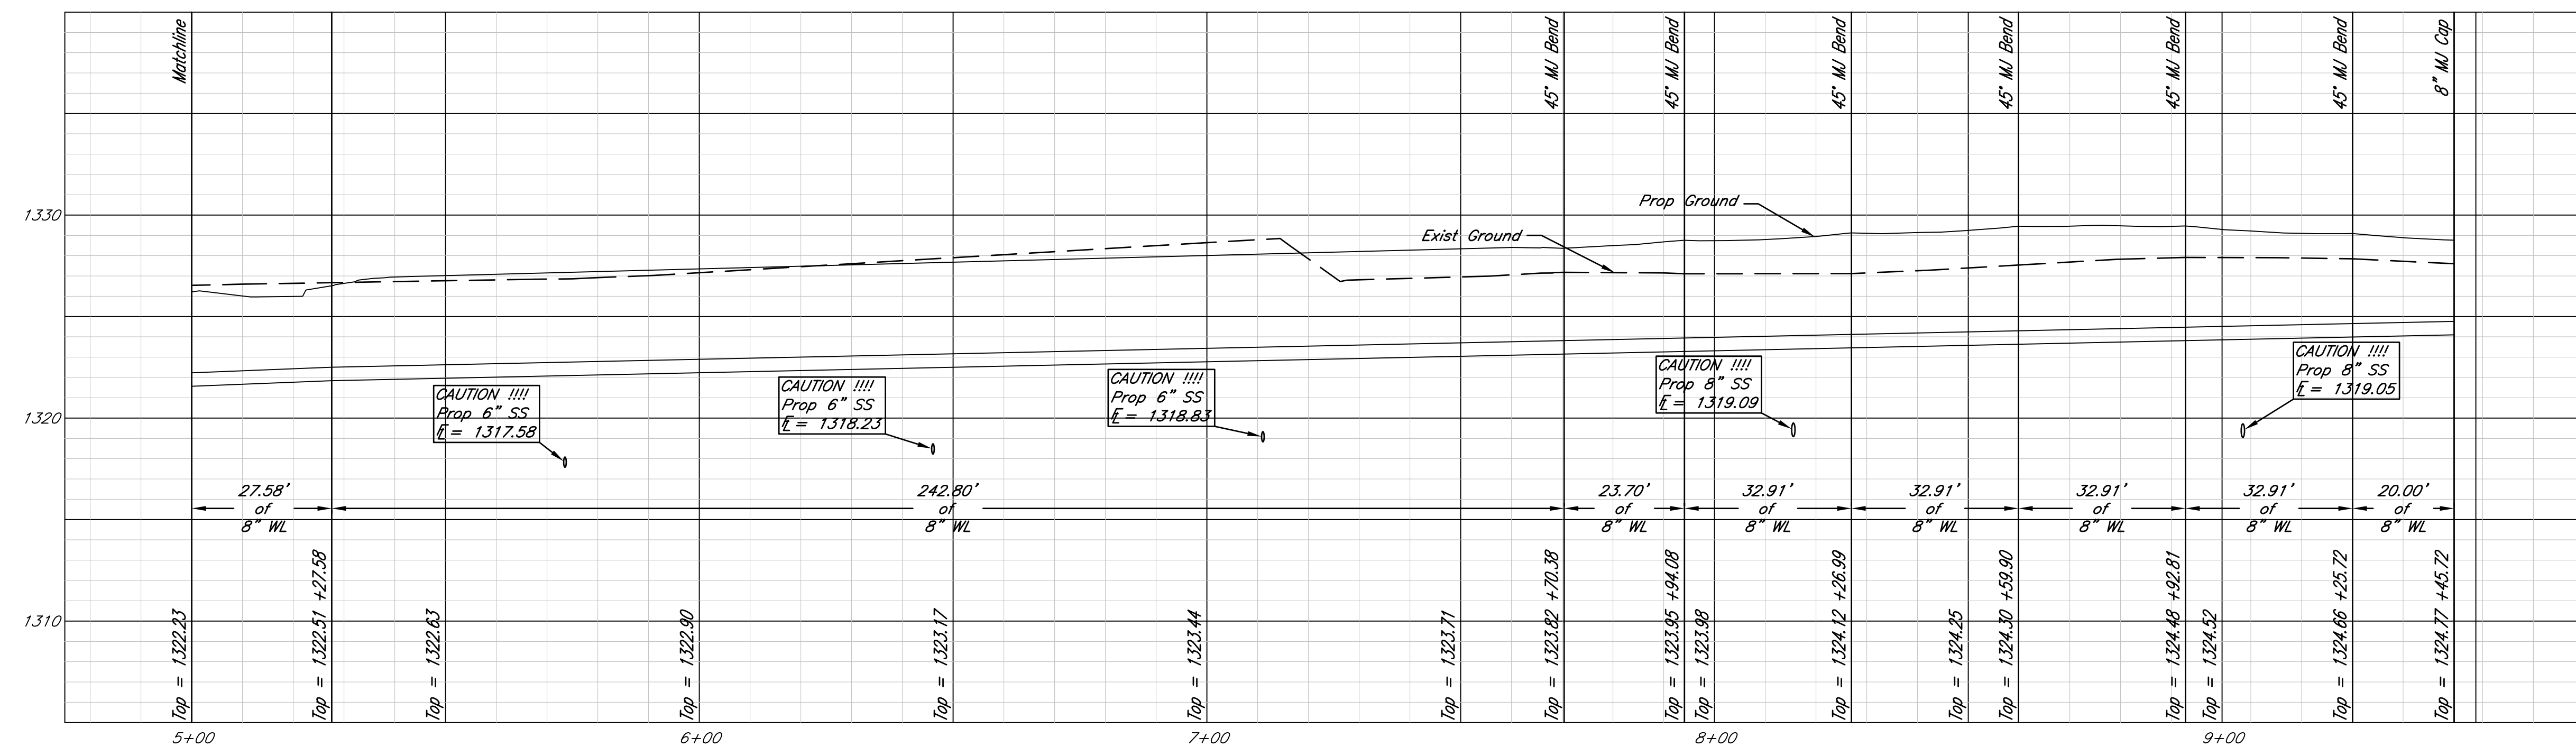 Matchline
45° MJ Bend
45° MJ Bend
45° MJ Bend
45° MJ Bend
45° MJ Bend
45° MJ Bend
8" MJ Cap
1330
1320
1310
Prop Ground
Exist Ground
CAUTION !!!!
Prop 6" SS
FL = 1317.58
CAUTION !!!!
Prop 6" SS
FL = 1318.23
CAUTION !!!!
Prop 6" SS
FL = 1318.83
CAUTION !!!!
Prop 8" SS
FL = 1319.09
CAUTION !!!!
Prop 8" SS
FL = 1319.05
27.58'
of
8" WL
242.80'
of
8" WL
23.70'
of
8" WL
32.91'
of
8" WL
32.91'
of
8" WL
32.91'
of
8" WL
32.91'
of
8" WL
20.00'
of
8" WL
Top = 1322.23
Top = 1322.51 +27.58
Top = 1322.63
Top = 1322.90
Top = 1323.17
Top = 1323.44
Top = 1323.71
Top = 1323.82 +70.38
Top = 1323.95 +94.08
Top = 1323.98
Top = 1324.12 +26.99
Top = 1324.25
Top = 1324.30 +59.90
Top = 1324.48 +92.81
Top = 1324.52
Top = 1324.66 +25.72
Top = 1324.77 +45.72
5+00
6+00
7+00
8+00
9+00